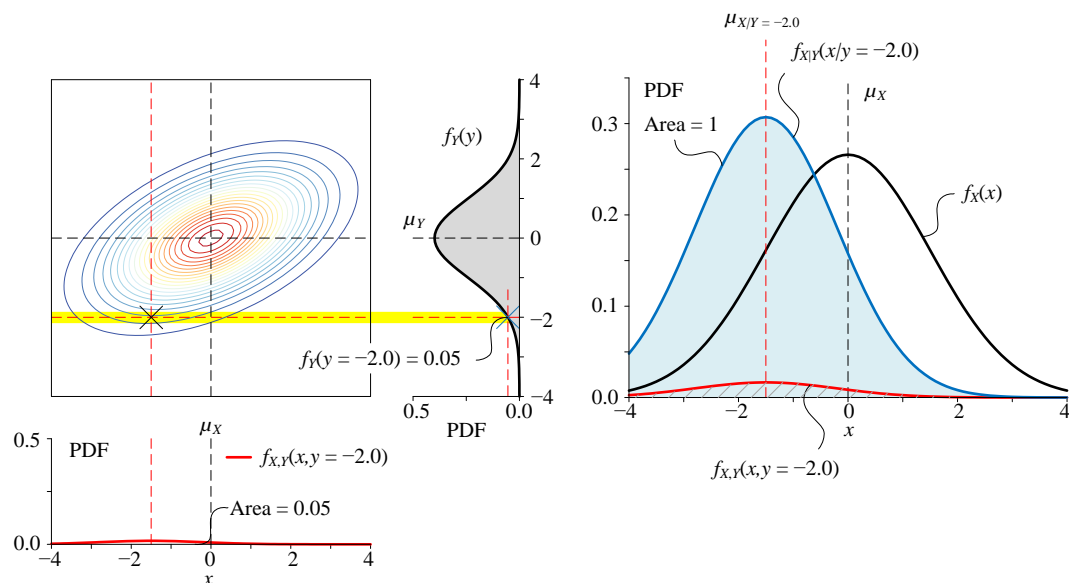 μX/Y = −2.0
fX|Y(x/y = −2.0)
4
2
0
−2
−4
fY(y)
μY
fY(y = −2.0) = 0.05
0.5
0.0
PDF
PDF
Area = 1
μX
fX(x)
0.3
0.2
0.1
0.0
−4
−2
0
2
4
x
fX,Y(x,y = −2.0)
μX
0.5
PDF
fX,Y(x,y = −2.0)
Area = 0.05
0.0
−4
−2
0
2
4
x